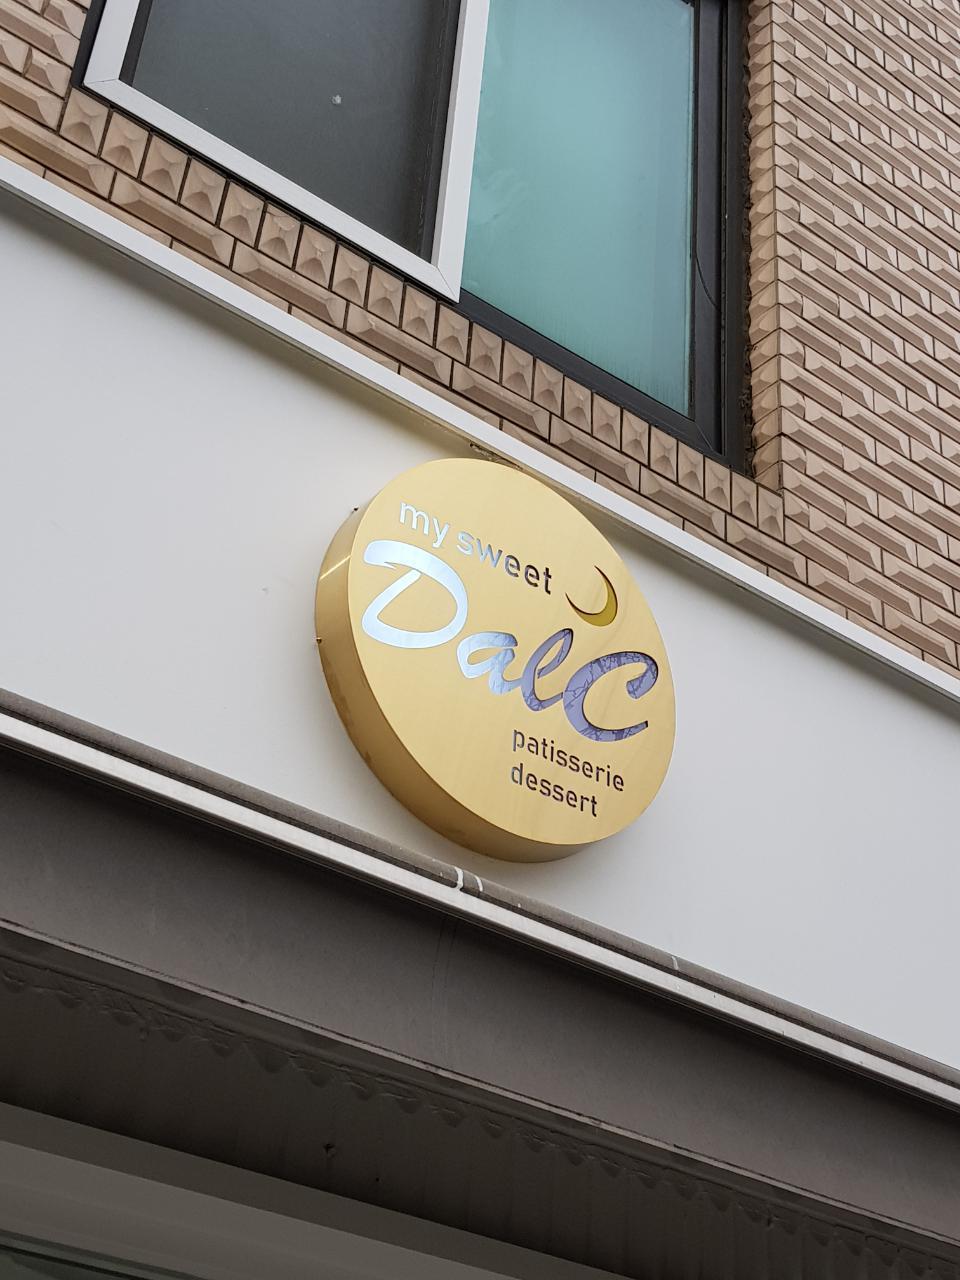 my sweet
DalC
patisserie
dessert